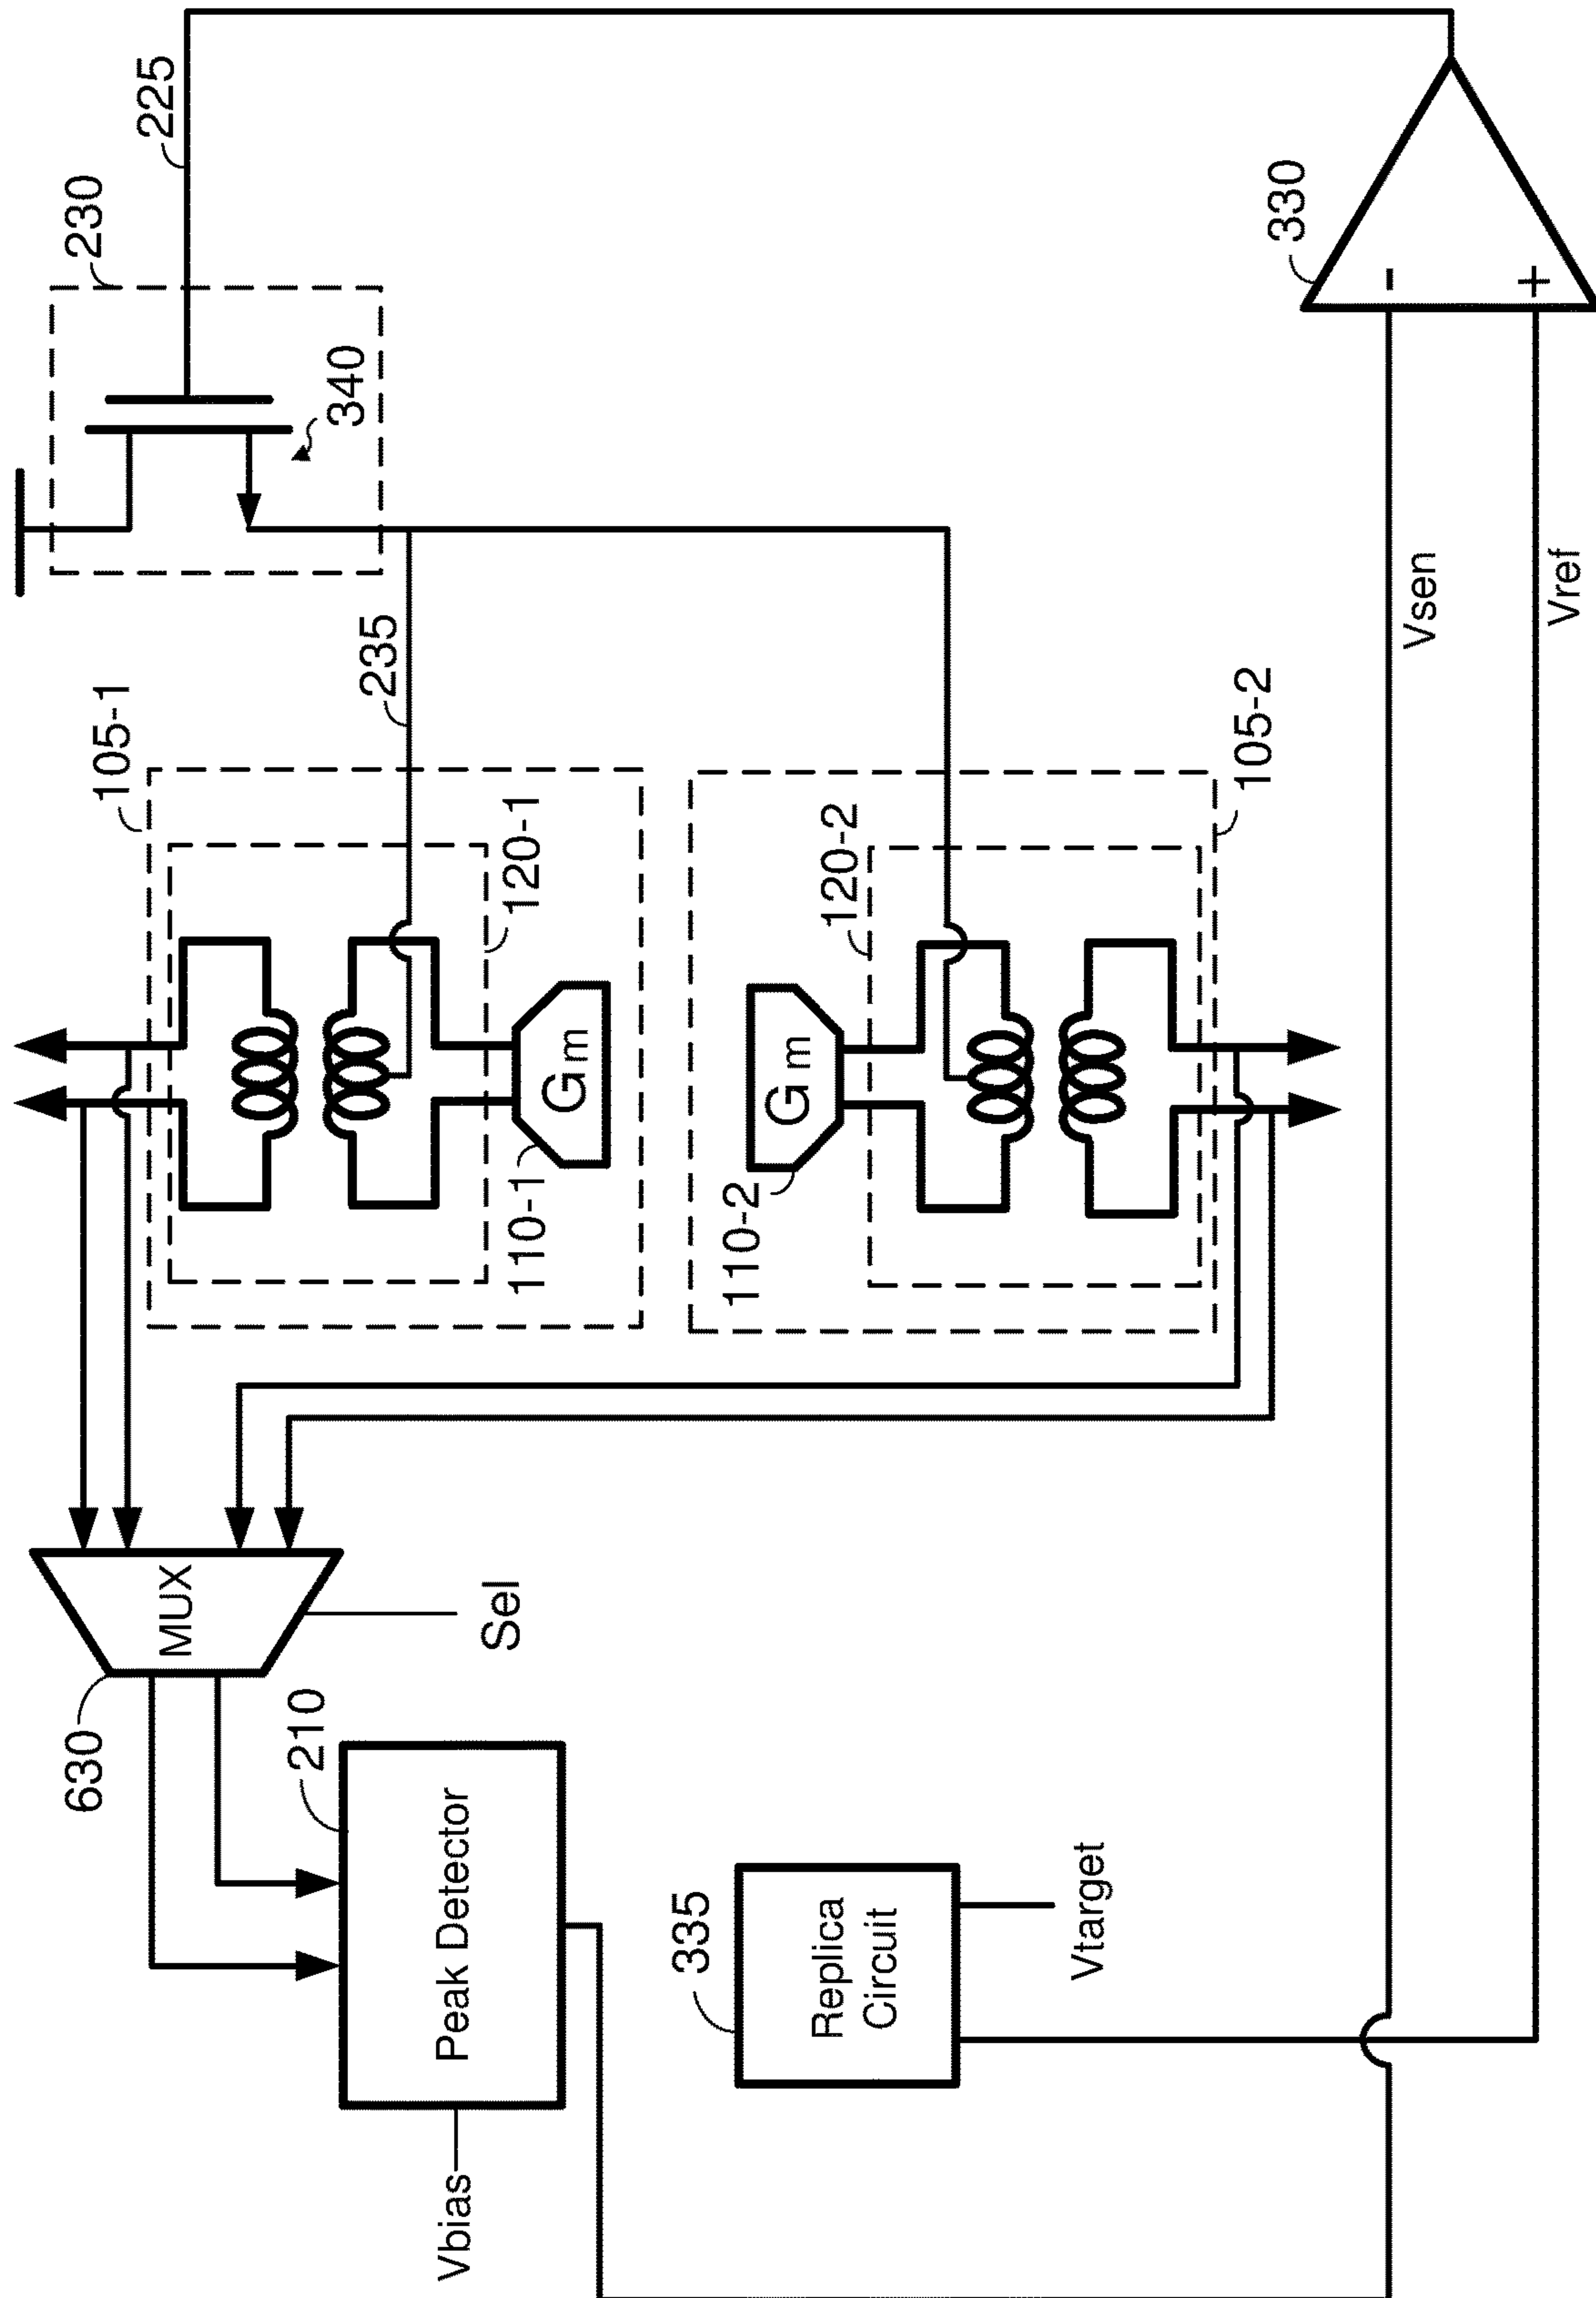 630
105-1
230
225
MUX
210
340
235
Vbias
Peak Detector
Sel
110-1
120-1
Gm
335
110-2
Gm
120-2
Replica
Circuit
Vtarget
105-2
330
-
Vsen
+
Vref